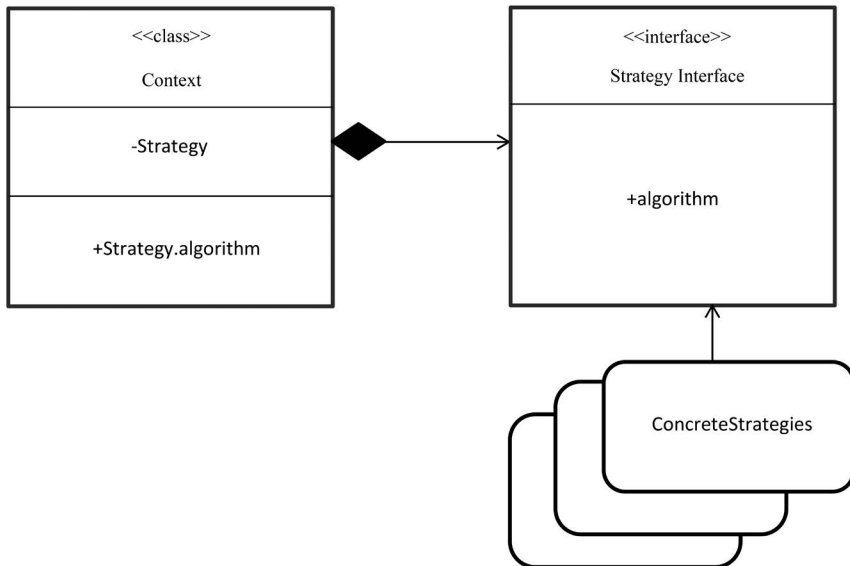 <<class>>
Context
-Strategy
+Strategy.algorithm
<<interface>>
Strategy Interface
+algorithm
ConcreteStrategies